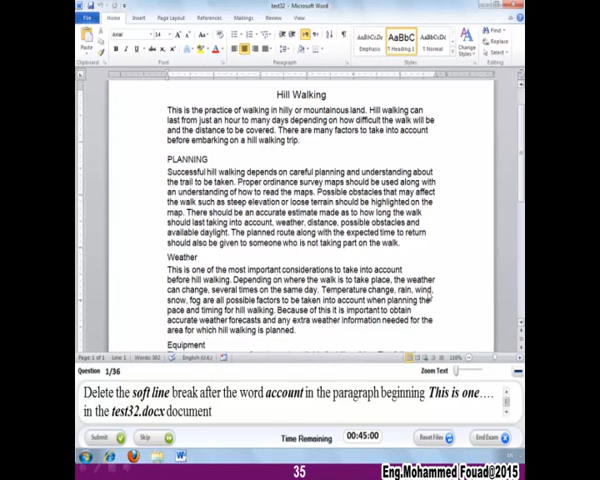 test32 - Microsoft Word
File Home Insert Page Layout References Mailings Review View
Paste
Arial 14
Clipboard Font Paragraph Styles Editing
AaBbCcDc AaBbC AaBbCcDc
Emphasis ¶ Heading 1 ¶ Normal
Change Styles
Find
Replace
Select
Hill Walking
This is the practice of walking in hilly or mountainous land. Hill walking can
last from just an hour to many days depending on how difficult the walk will be
and the distance to be covered. There are many factors to take into account
before embarking on a hill walking trip.
PLANNING
Successful hill walking depends on careful planning and understanding about
the trail to be taken. Proper ordinance survey maps should be used along with
an understanding of how to read the maps. Possible obstacles that may affect
the walk such as steep elevation or loose terrain should be highlighted on the
map. There should be an accurate estimate made as to how long the walk
should last taking into account, weather, distance, possible obstacles and
available daylight. The planned route along with the expected time to return
should also be given to someone who is not taking part on the walk.
Weather
This is one of the most important considerations to take into account
before hill walking. Depending on where the walk is to take place, the weather
can change, several times on the same day. Temperature change, rain, wind,
snow, fog are all possible factors to be taken into account when planning the
pace and timing for hill walking. Because of this it is important to obtain
accurate weather forecasts and any extra weather information needed for the
area for which hill walking is planned.
Equipment
Page: 1 of 1 Line: 1 Words: 302 English (U.K.) 110%
Question 1/36 Zoom Text
Delete the soft line break after the word account in the paragraph beginning This is one....
in the test32.docx document
Submit Skip Time Remaining 00:45:00 Reset Files End Exam
EN
35
Eng.Mohammed Fouad@2015